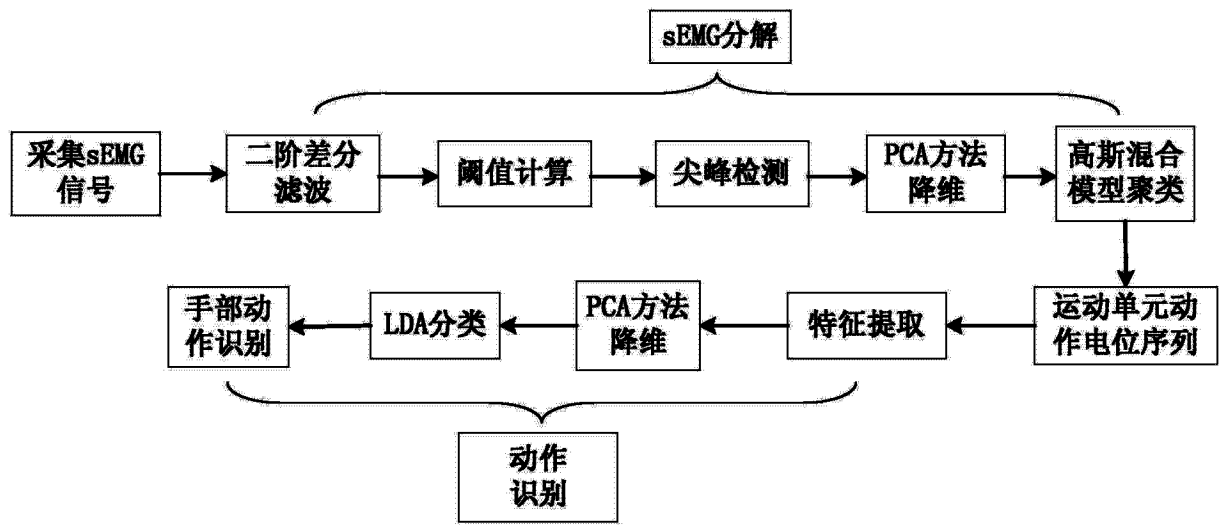 sEMG分解
采集sEMG
信号
二阶差分
滤波
阈值计算
尖峰检测
PCA方法
降维
高斯混合
模型聚类
手部动
作识别
LDA分类
PCA方法
降维
特征提取
运动单元动
作电位序列
动作
识别